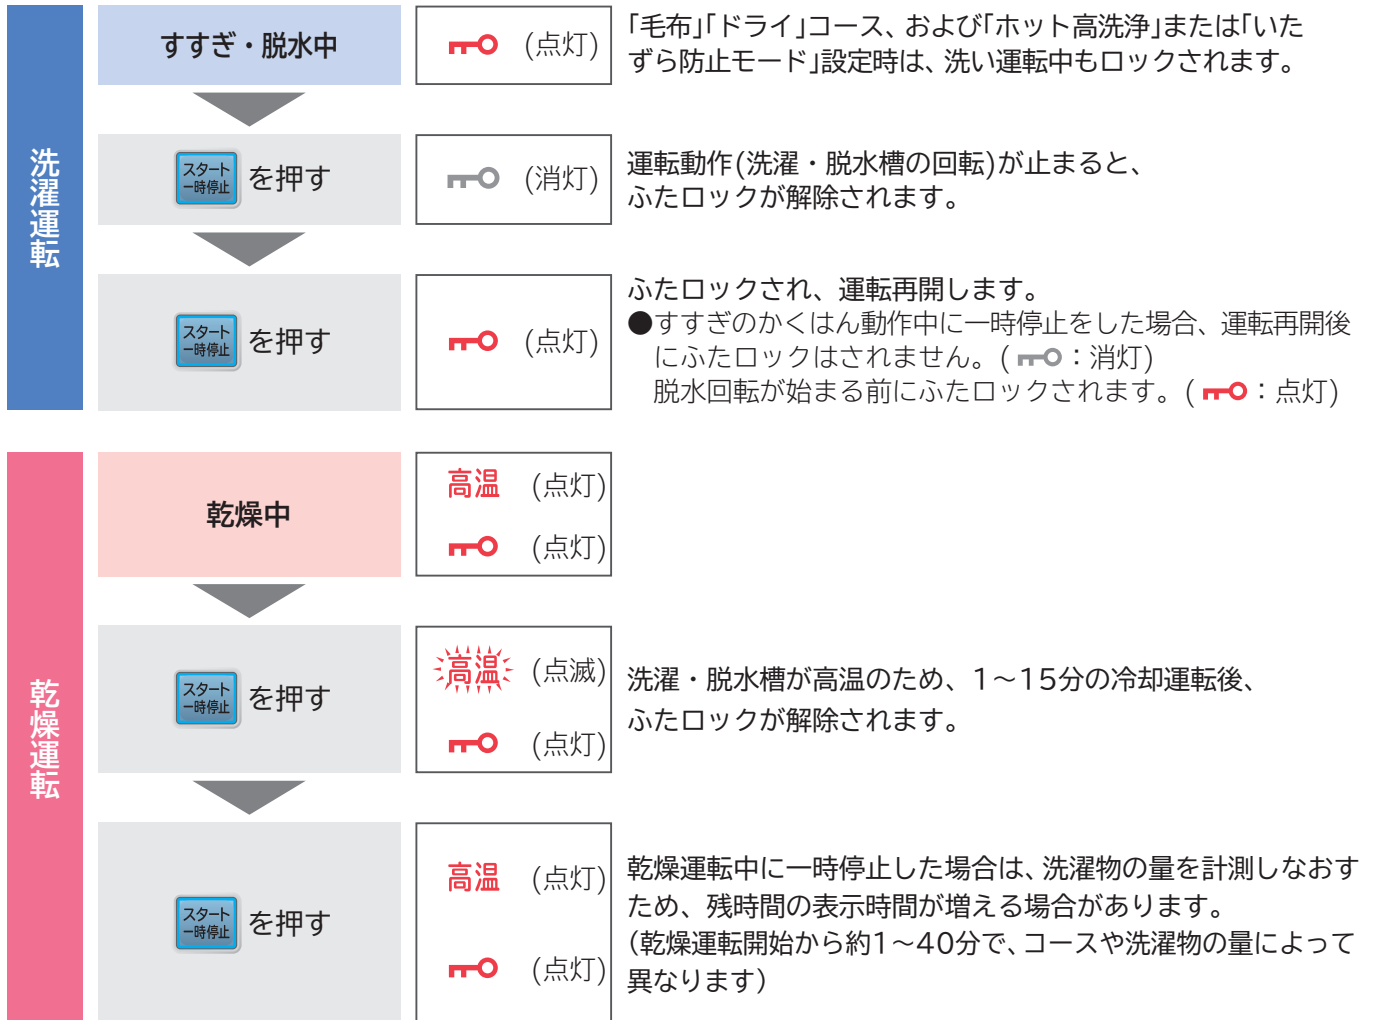 洗濯運転
すすぎ・脱水中
(点灯)
「毛布」「ドライ」コース、および「ホット高洗浄」または「いた
ずら防止モード」設定時は、洗い運転中もロックされます。
スタート
一時停止
を押す
(消灯)
運転動作(洗濯・脱水槽の回転)が止まると、
ふたロックが解除されます。
スタート
一時停止
を押す
(点灯)
ふたロックされ、運転再開します。
●すすぎのかくはん動作中に一時停止をした場合、運転再開後
にふたロックはされません。( :消灯)
脱水回転が始まる前にふたロックされます。( :点灯)
乾燥運転
乾燥中
高温 (点灯)
(点灯)
スタート
一時停止
を押す
高温 (点滅)
(点灯)
洗濯・脱水槽が高温のため、1〜15分の冷却運転後、
ふたロックが解除されます。
スタート
一時停止
を押す
高温 (点灯)
(点灯)
乾燥運転中に一時停止した場合は、洗濯物の量を計測しなおす
ため、残時間の表示時間が増える場合があります。
(乾燥運転開始から約1〜40分で、コースや洗濯物の量によって
異なります)